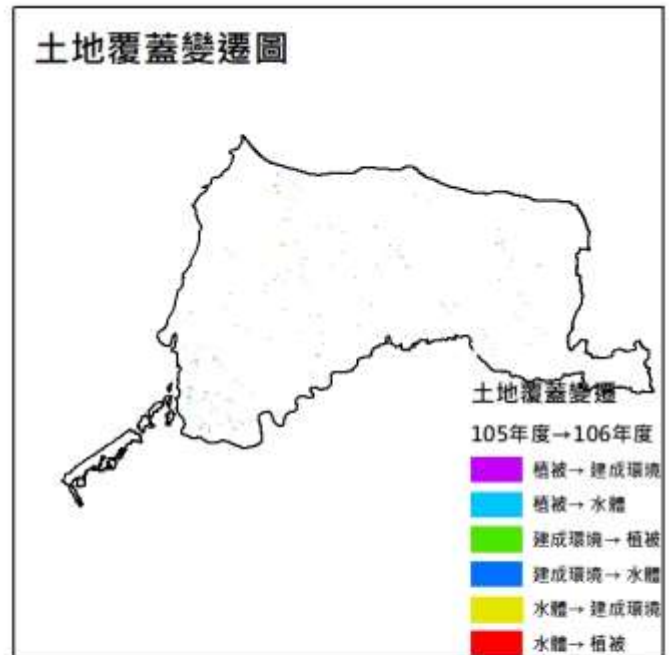 土地覆蓋變遷圖
土地覆蓋變遷
105年度→106年度
植被→建成環境
植被→水體
建成環境→植被
建成環境→水體
水體→建成環境
水體→植被